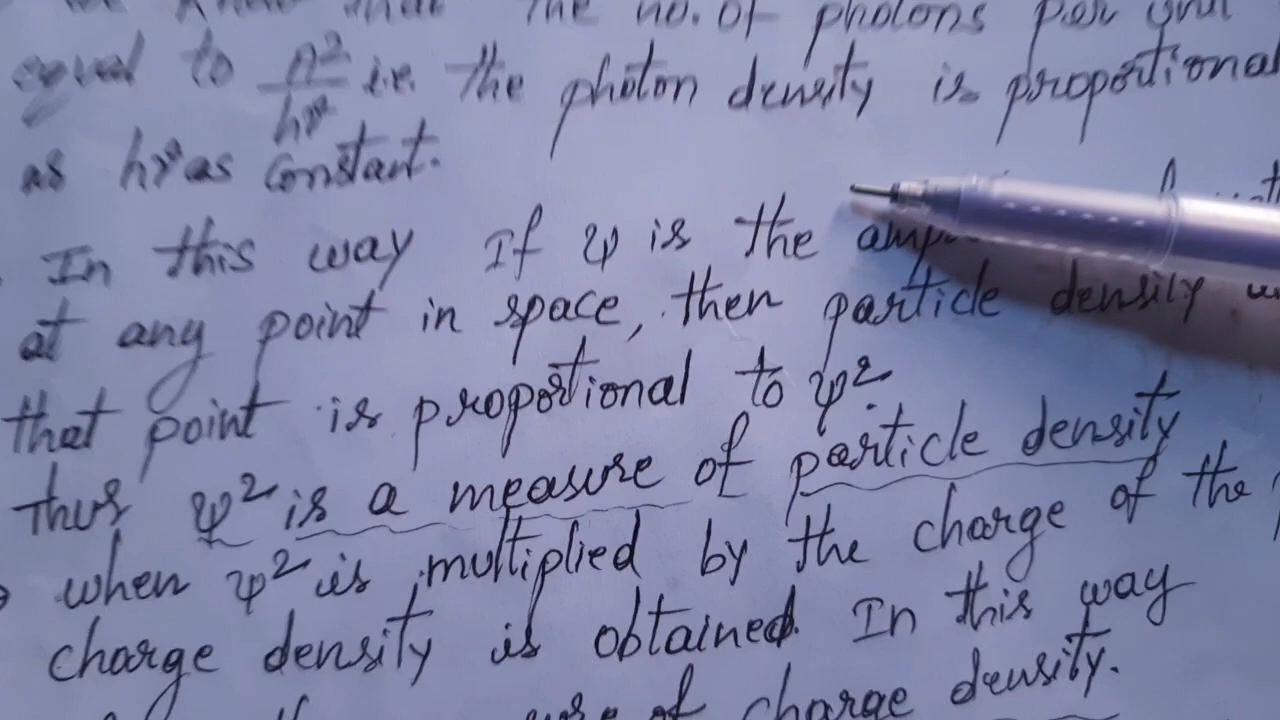 the no. of photons per unit
equal to A²/hν i.e. the photon density is proportional
as hν as constant.
In this way If ψ is the
at any point in space, then particle density
that point is proportional to ψ².
thus ψ² is a measure of particle density
when ψ² is multiplied by the charge of the
charge density is obtained. In this way
of charge density.